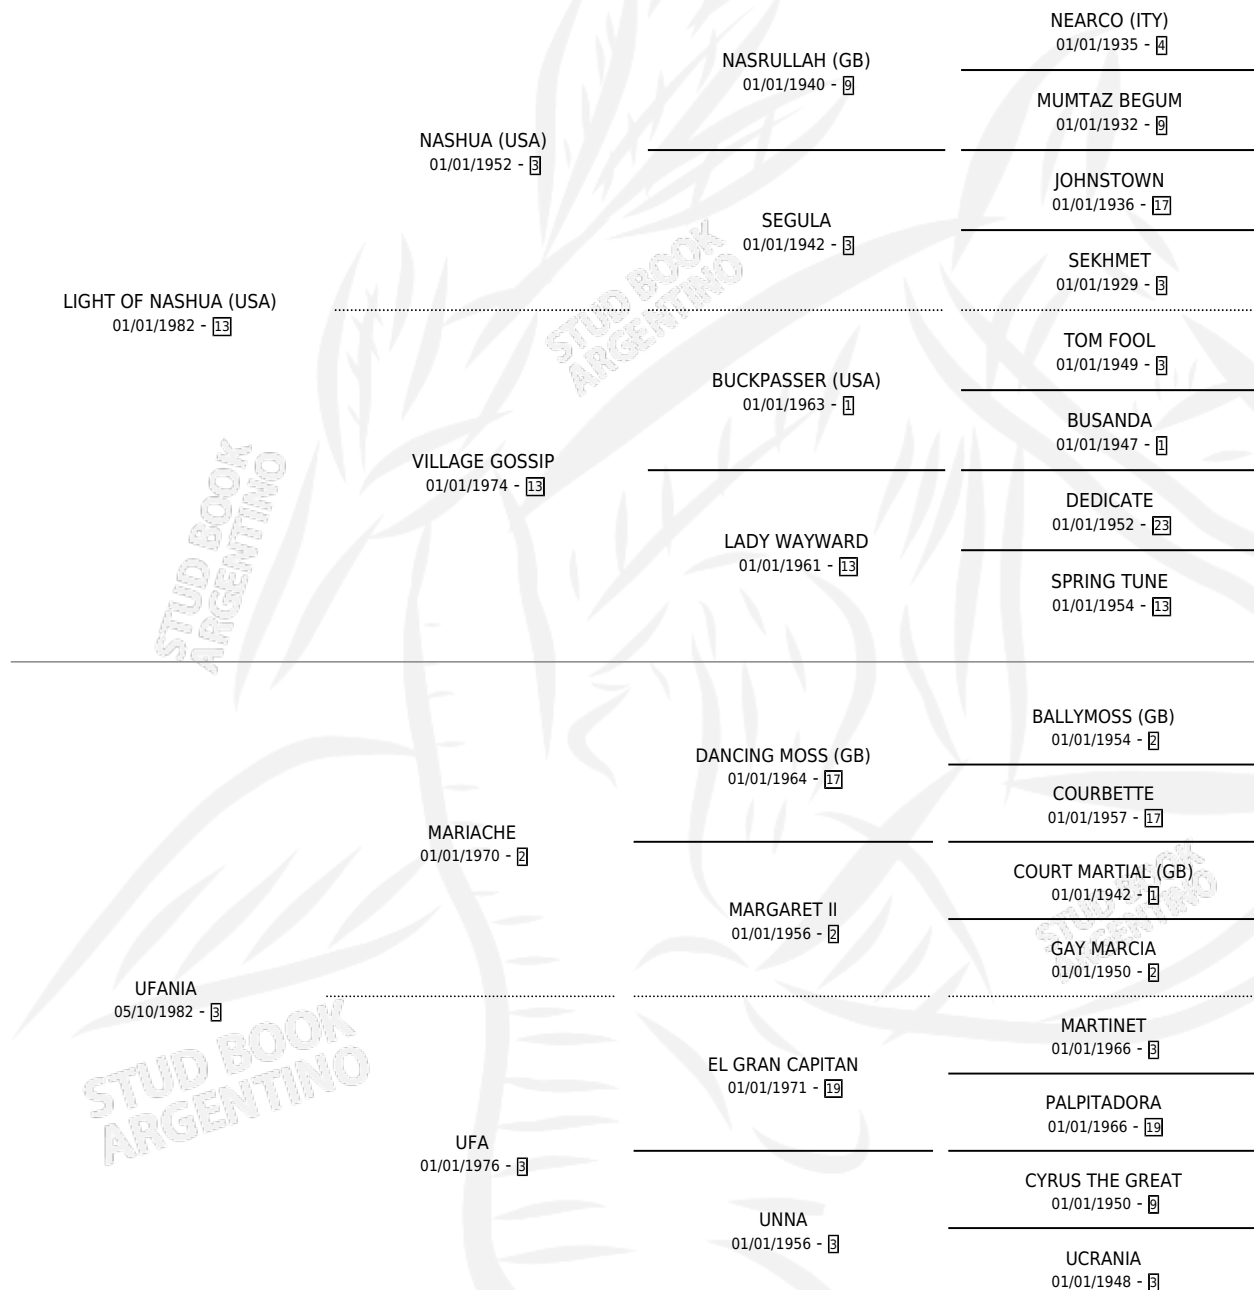 NEARCO (ITY)
01/01/1935 - 4
NASRULLAH (GB)
01/01/1940 - 9
MUMTAZ BEGUM
01/01/1932 - 9
NASHUA (USA)
01/01/1952 - 3
JOHNSTOWN
01/01/1936 - 17
SEGULA
01/01/1942 - 3
SEKHMET
01/01/1929 - 3
LIGHT OF NASHUA (USA)
01/01/1982 - 13
TOM FOOL
01/01/1949 - 3
BUCKPASSER (USA)
01/01/1963 - 1
BUSANDA
01/01/1947 - 1
VILLAGE GOSSIP
01/01/1974 - 13
DEDICATE
01/01/1952 - 23
LADY WAYWARD
01/01/1961 - 13
SPRING TUNE
01/01/1954 - 13
STUD BOOK
ARGENTINO
STUD BOOK
ARGENTINO
BALLYMOSS (GB)
01/01/1954 - 2
DANCING MOSS (GB)
01/01/1964 - 17
COURBETTE
01/01/1957 - 17
MARIACHE
01/01/1970 - 2
COURT MARTIAL (GB)
01/01/1942 - 1
MARGARET II
01/01/1956 - 2
GAY MARCIA
01/01/1950 - 2
STUD BOOK
ARGENTINO
UFANIA
05/10/1982 - 3
MARTINET
01/01/1966 - 3
EL GRAN CAPITAN
01/01/1971 - 19
PALPITADORA
01/01/1966 - 19
UFA
01/01/1976 - 3
CYRUS THE GREAT
01/01/1950 - 9
UNNA
01/01/1956 - 3
UCRANIA
01/01/1948 - 3
STUD BOOK
ARGENTINO